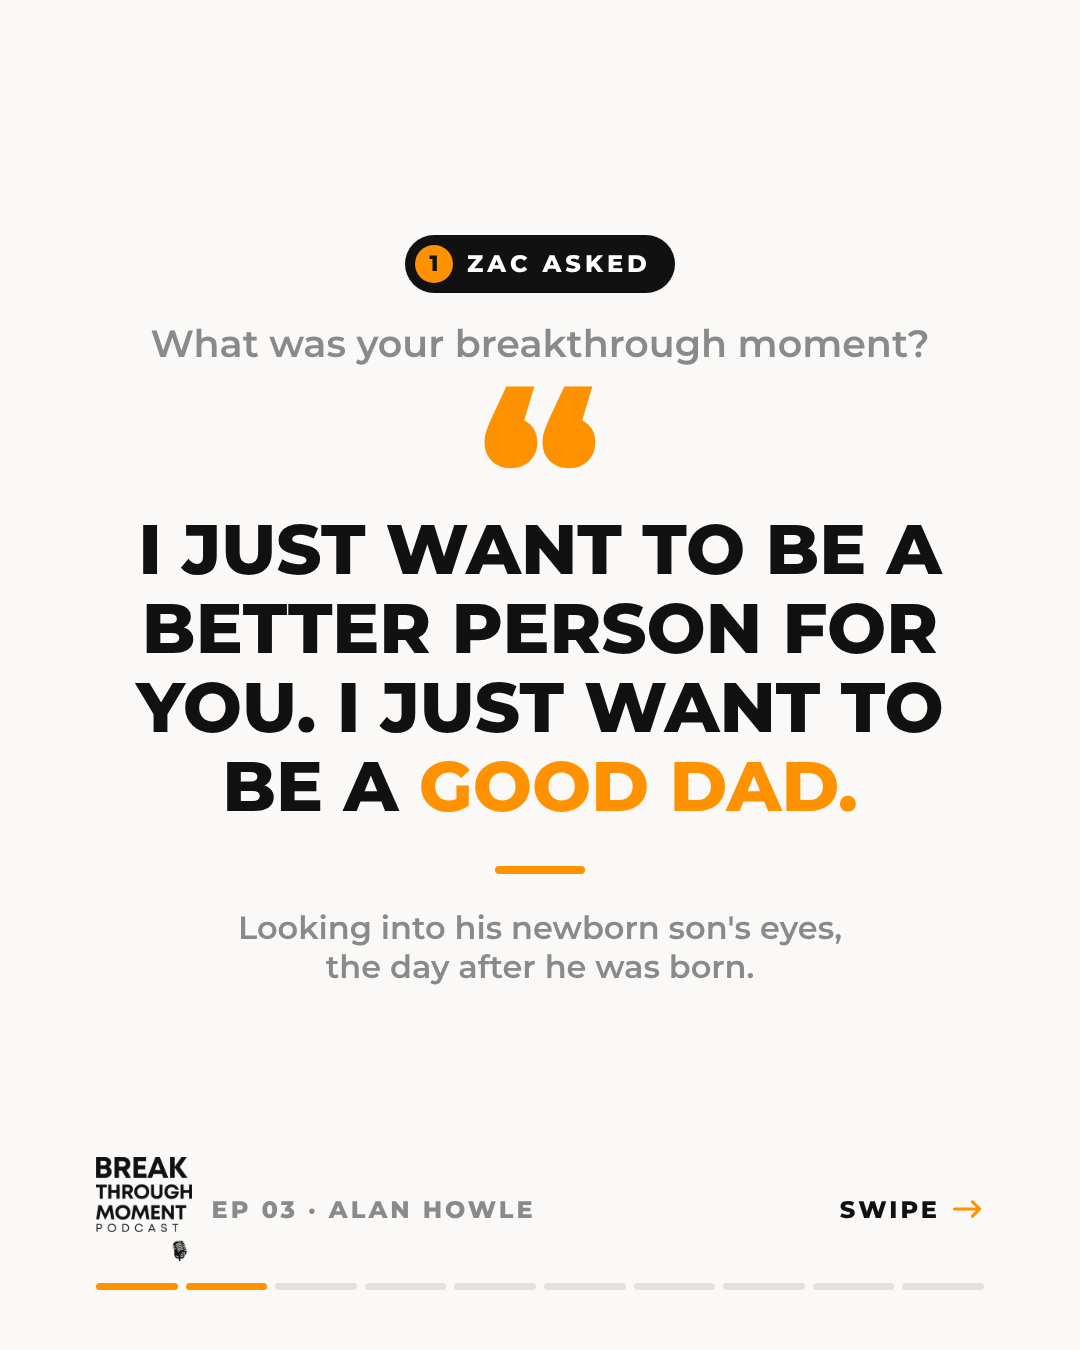 1 ZAC ASKED
What was your breakthrough moment?
“
I JUST WANT TO BE A
BETTER PERSON FOR
YOU. I JUST WANT TO
BE A GOOD DAD.
Looking into his newborn son's eyes,
the day after he was born.
BREAK
THROUGH
MOMENT
PODCAST
EP 03 · ALAN HOWLE
SWIPE →